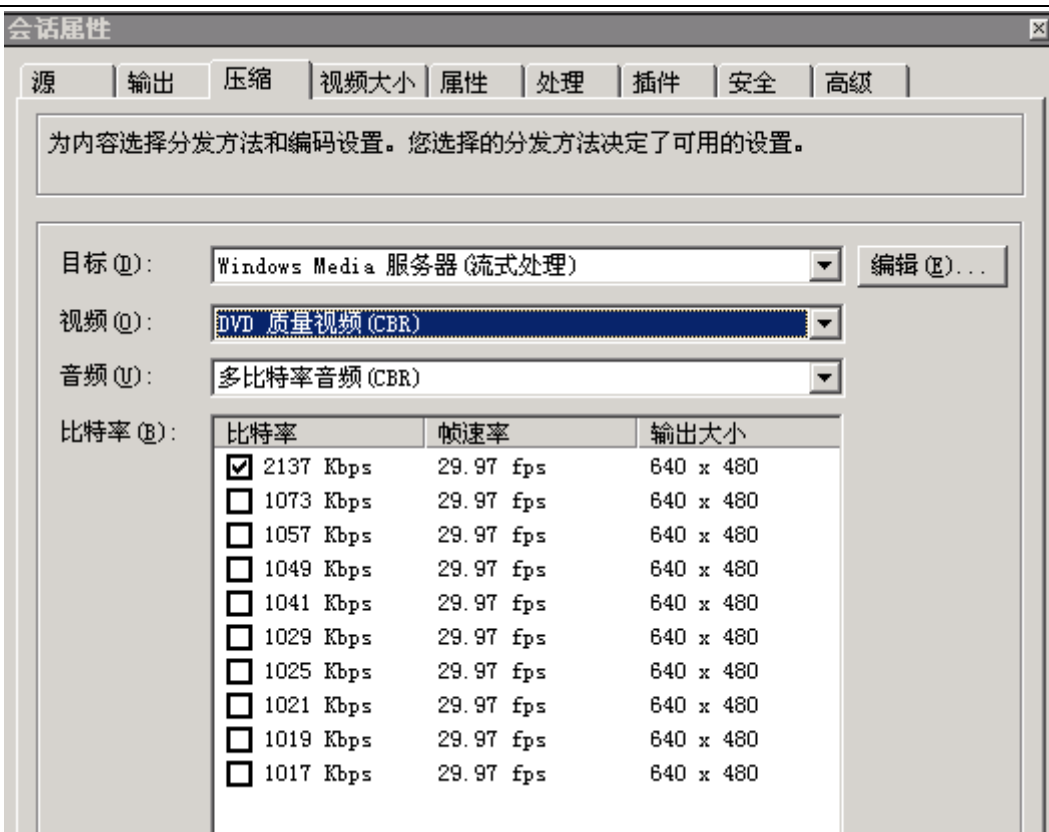 会话属性
源 输出 压缩 视频大小 属性 处理 插件 安全 高级
为内容选择分发方法和编码设置。您选择的分发方法决定了可用的设置。
目标(D): Windows Media 服务器(流式处理) 编辑(E)...
视频(O): DVD 质量视频(CBR)
音频(U): 多比特率音频(CBR)
比特率(B): 比特率 帧速率 输出大小
2137 Kbps 29.97 fps 640 x 480
1073 Kbps 29.97 fps 640 x 480
1057 Kbps 29.97 fps 640 x 480
1049 Kbps 29.97 fps 640 x 480
1041 Kbps 29.97 fps 640 x 480
1029 Kbps 29.97 fps 640 x 480
1025 Kbps 29.97 fps 640 x 480
1021 Kbps 29.97 fps 640 x 480
1019 Kbps 29.97 fps 640 x 480
1017 Kbps 29.97 fps 640 x 480